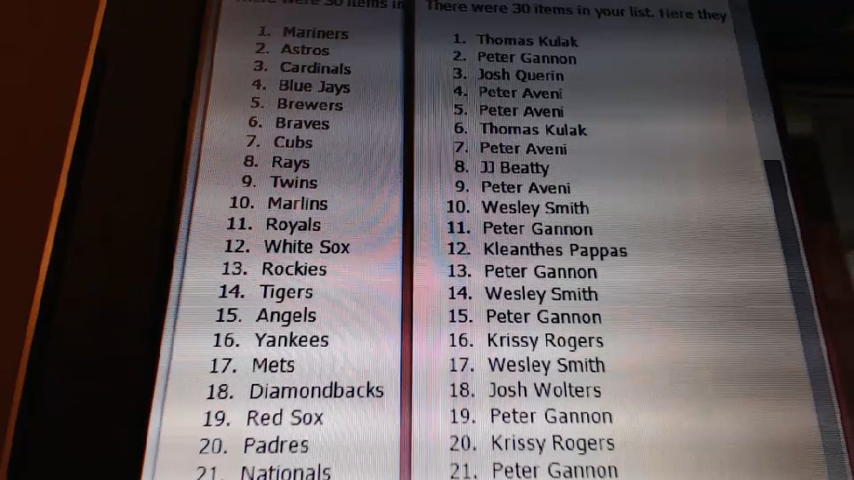 There were 30 items in
1. Mariners
2. Astros
3. Cardinals
4. Blue Jays
5. Brewers
6. Braves
7. Cubs
8. Rays
9. Twins
10. Marlins
11. Royals
12. White Sox
13. Rockies
14. Tigers
15. Angels
16. Yankees
17. Mets
18. Diamondbacks
19. Red Sox
20. Padres
21. Nationals
There were 30 items in your list. Here they
1. Thomas Kulak
2. Peter Gannon
3. Josh Querin
4. Peter Aveni
5. Peter Aveni
6. Thomas Kulak
7. Peter Aveni
8. JJ Beatty
9. Peter Aveni
10. Wesley Smith
11. Peter Gannon
12. Kleanthes Pappas
13. Peter Gannon
14. Wesley Smith
15. Peter Gannon
16. Krissy Rogers
17. Wesley Smith
18. Josh Wolters
19. Peter Gannon
20. Krissy Rogers
21. Peter Gannon